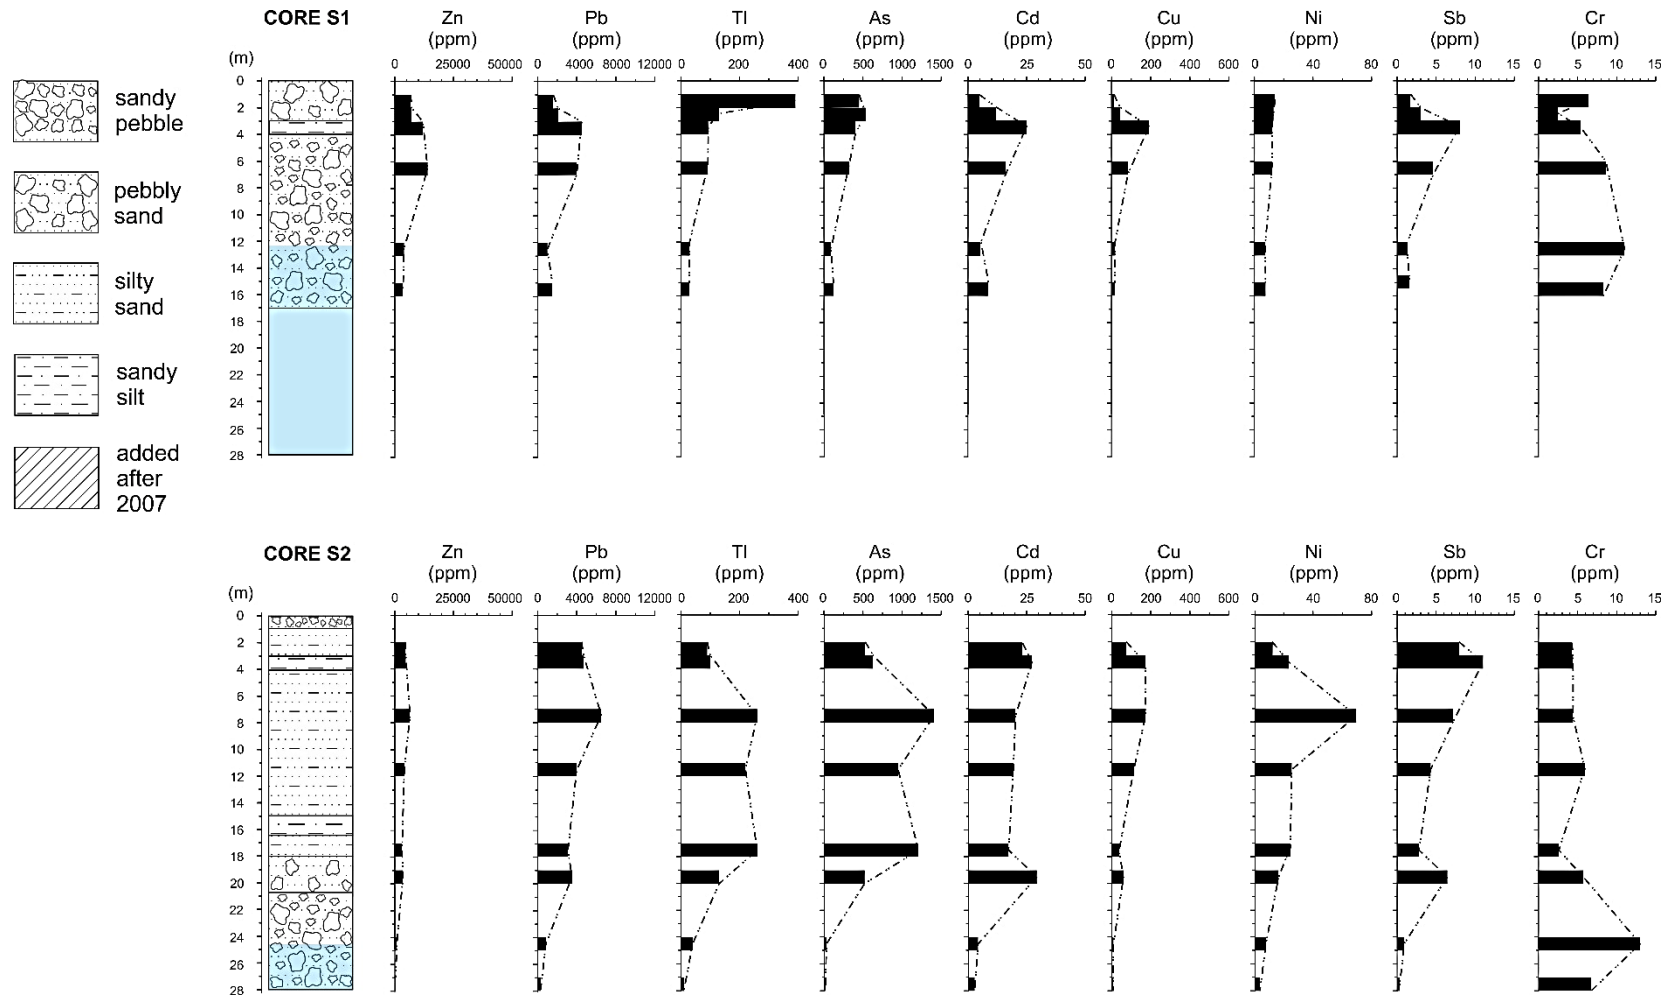 CORE S1 Zn Pb Tl As Cd Cu Ni Sb Cr
(ppm) (ppm) (ppm) (ppm) (ppm) (ppm) (ppm) (ppm) (ppm)
(m) 0 25000 50000 0 4000 8000 12000 0 200 400 0 500 1000 1500 0 25 50 0 200 400 600 0 40 80 0 5 10 15 0 5 10 15
0
2
4
6
8
10
12
14
16
18
20
22
24
26
28
sandy
pebble
pebbly
sand
silty
sand
sandy
silt
added
after
2007
CORE S2 Zn Pb Tl As Cd Cu Ni Sb Cr
(ppm) (ppm) (ppm) (ppm) (ppm) (ppm) (ppm) (ppm) (ppm)
(m) 0 25000 50000 0 4000 8000 12000 0 200 400 0 500 1000 1500 0 25 50 0 200 400 600 0 40 80 0 5 10 15 0 5 10 15
0
2
4
6
8
10
12
14
16
18
20
22
24
26
28